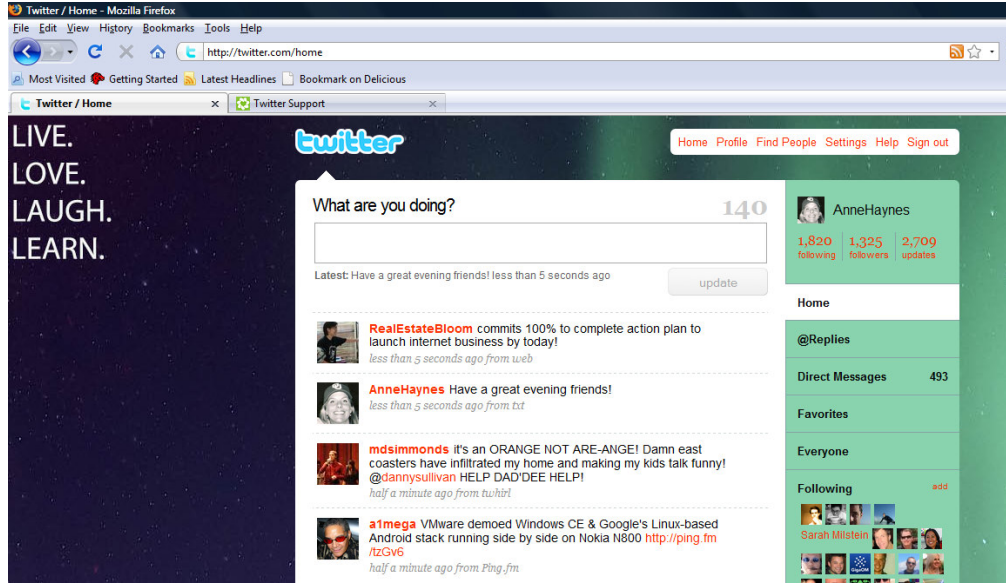 Twitter / Home - Mozilla Firefox
File Edit View History Bookmarks Tools Help
http://twitter.com/home
Most Visited Getting Started Latest Headlines Bookmark on Delicious
Twitter / Home
Twitter Support
LIVE.
LOVE.
LAUGH.
LEARN.
twitter
Home Profile Find People Settings Help Sign out
What are you doing?
140
Latest: Have a great evening friends! less than 5 seconds ago
update
RealEstateBloom commits 100% to complete action plan to
launch internet business by today!
less than 5 seconds ago from web
AnneHaynes Have a great evening friends!
less than 5 seconds ago from txt
mdsimmonds it's an ORANGE NOT ARE-ANGE! Damn east
coasters have infiltrated my home and making my kids talk funny!
@dannysullivan HELP DAD'DEE HELP!
half a minute ago from twhirl
a1mega VMware demoed Windows CE & Google's Linux-based
Android stack running side by side on Nokia N800 http://ping.fm
/tzGv6
half a minute ago from Ping.fm
AnneHaynes
1,820 1,325 2,709
following followers updates
Home
@Replies
Direct Messages 493
Favorites
Everyone
Following add
Sarah Milstein
GigaOM